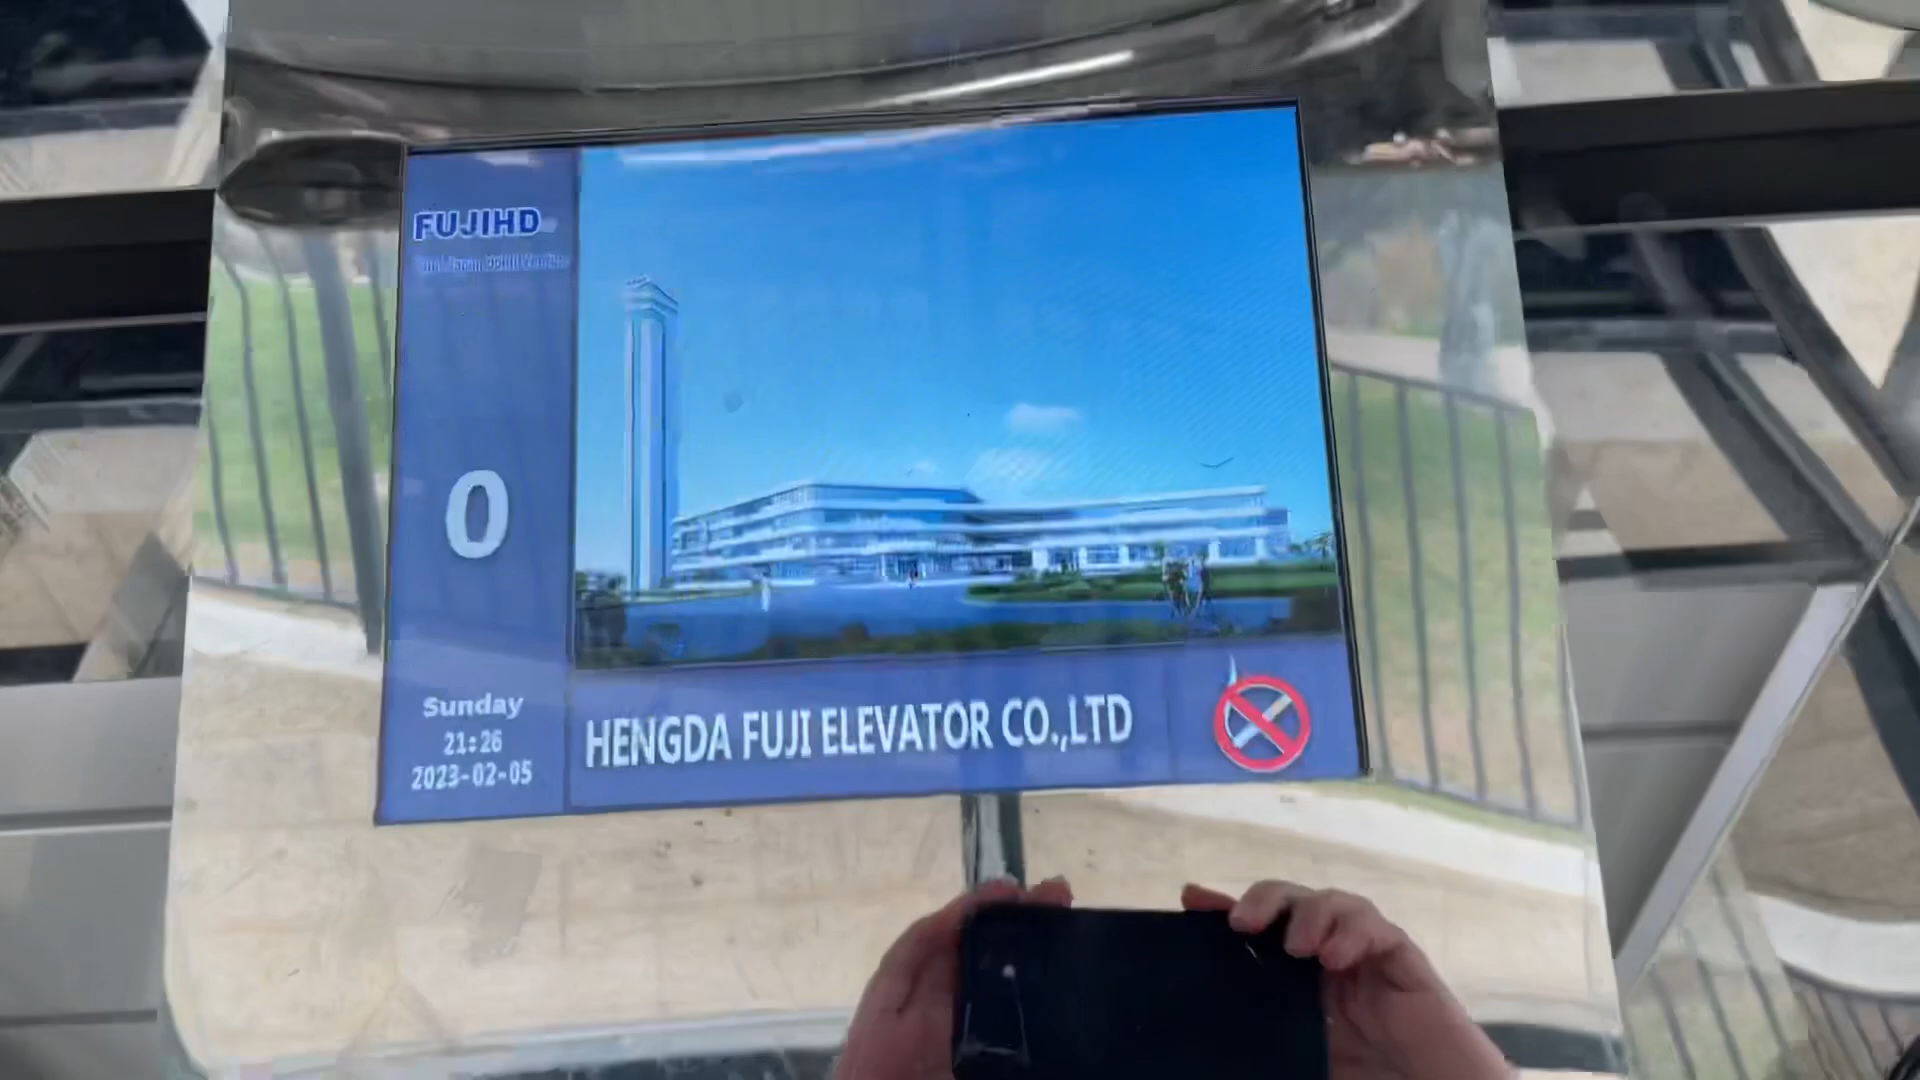 FUJIHD
0
Sunday
21:26
2023-02-05
HENGDA FUJI ELEVATOR CO.,LTD